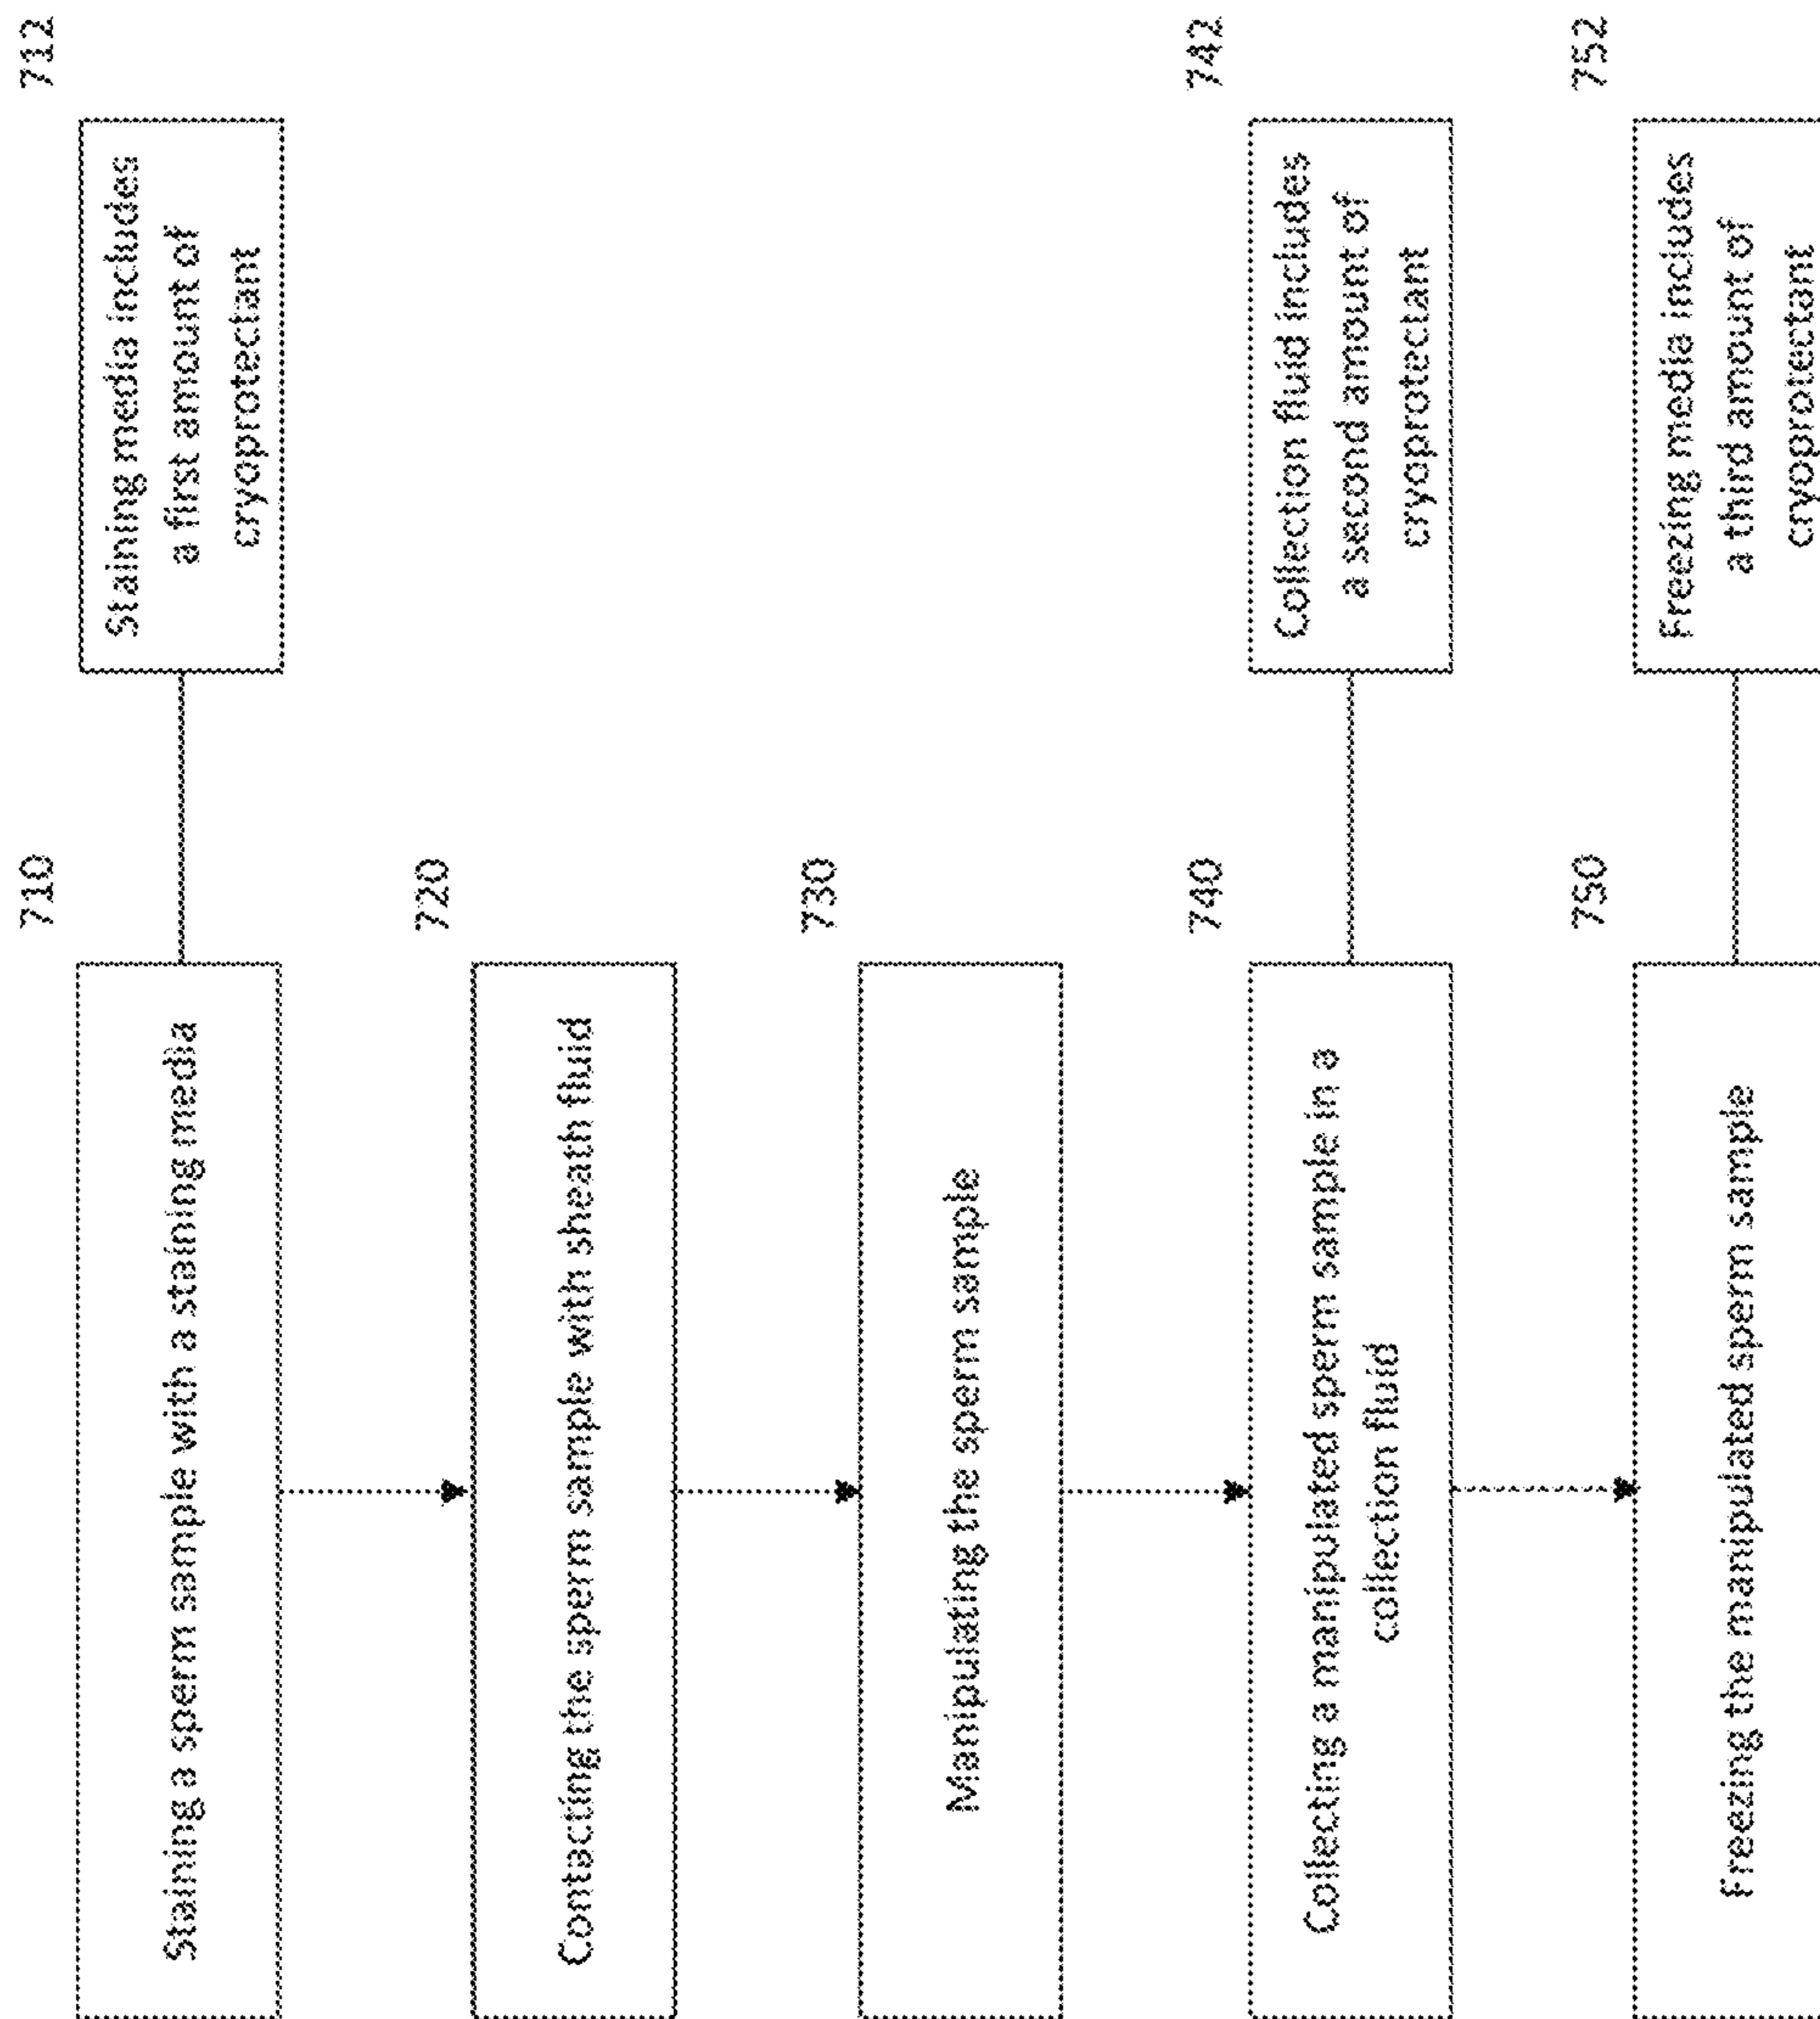 710
Staining a sperm sample with a staining media
712
Staining media includes
a first amount of
cryoprotectant
720
Contacting the sperm sample with sheath fluid
730
Manipulating the sperm sample
740
Collecting a manipulated sperm sample in a
collection fluid
742
Collection fluid includes
a second amount of
cryoprotectant
750
Freezing the manipulated sperm sample
752
Freezing media includes
a third amount of
cryoprotectant